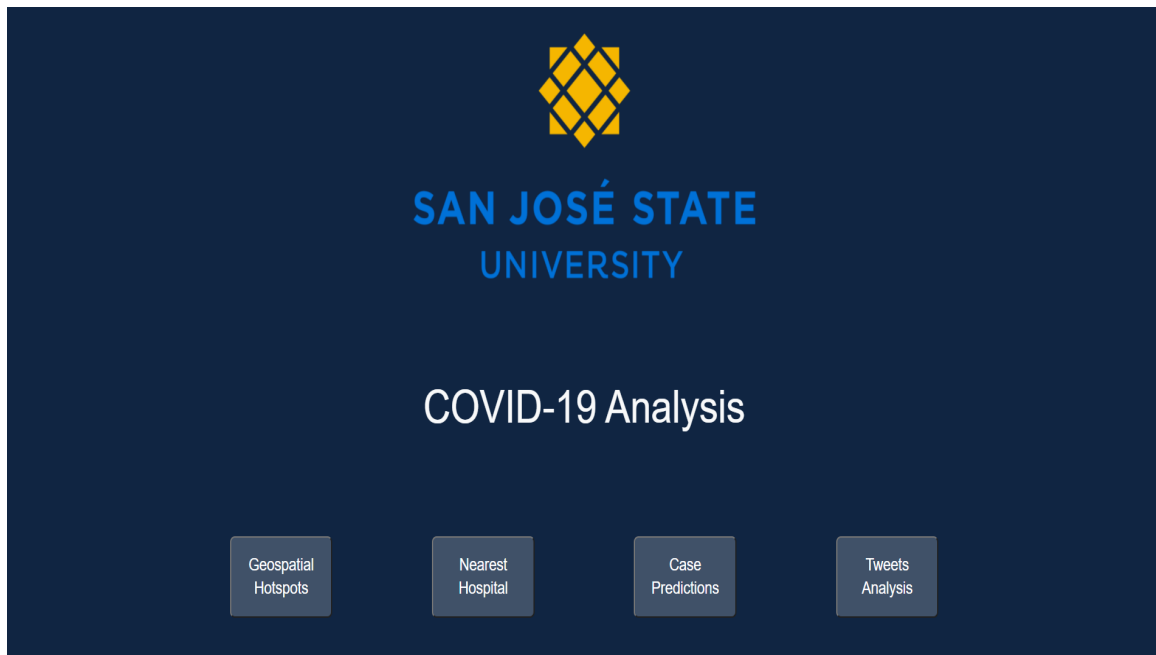 SAN JOSÉ STATE
UNIVERSITY
COVID-19 Analysis
Geospatial
Hotspots
Nearest
Hospital
Case
Predictions
Tweets
Analysis